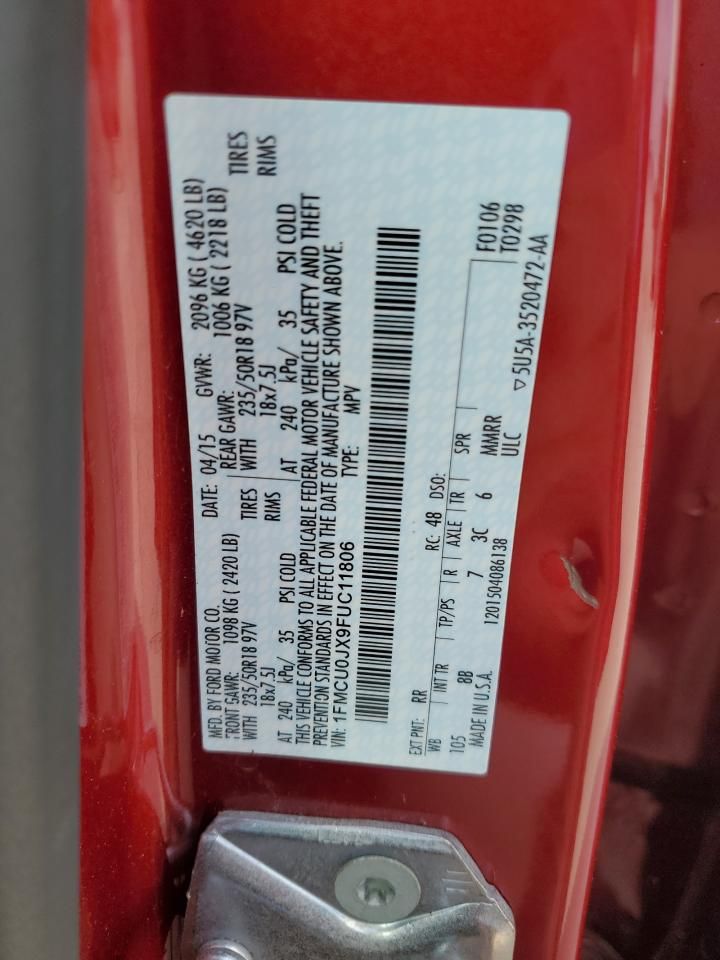 MFD. BY FORD MOTOR CO. DATE: 04/15 GVWR: 2096 KG ( 4620 LB)
FRONT GAWR: 1098 KG (2420 LB) REAR GAWR: 1006 KG ( 2218 LB)
WITH 235/50R18 97V TIRES WITH 235/50R18 97V TIRES
18x7.5J RIMS 18x7.5J RIMS
AT 240 kPa/ 35 PSI COLD AT 240 kPa/ 35 PSI COLD
THIS VEHICLE CONFORMS TO ALL APPLICABLE FEDERAL MOTOR VEHICLE SAFETY AND THEFT
PREVENTION STANDARDS IN EFFECT ON THE DATE OF MANUFACTURE SHOWN ABOVE.
VIN: 1FMCU0JX9FUC11806 TYPE: MPV
EXT PNT: RR RC: 48 DSO:
WB INT TR TP/PS R AXLE TR SPR F0106
105 8B 7 3C 6 MMRR T0298
MADE IN U.S.A. 1201504086138 ULC ▽5U5A-3520472-AA